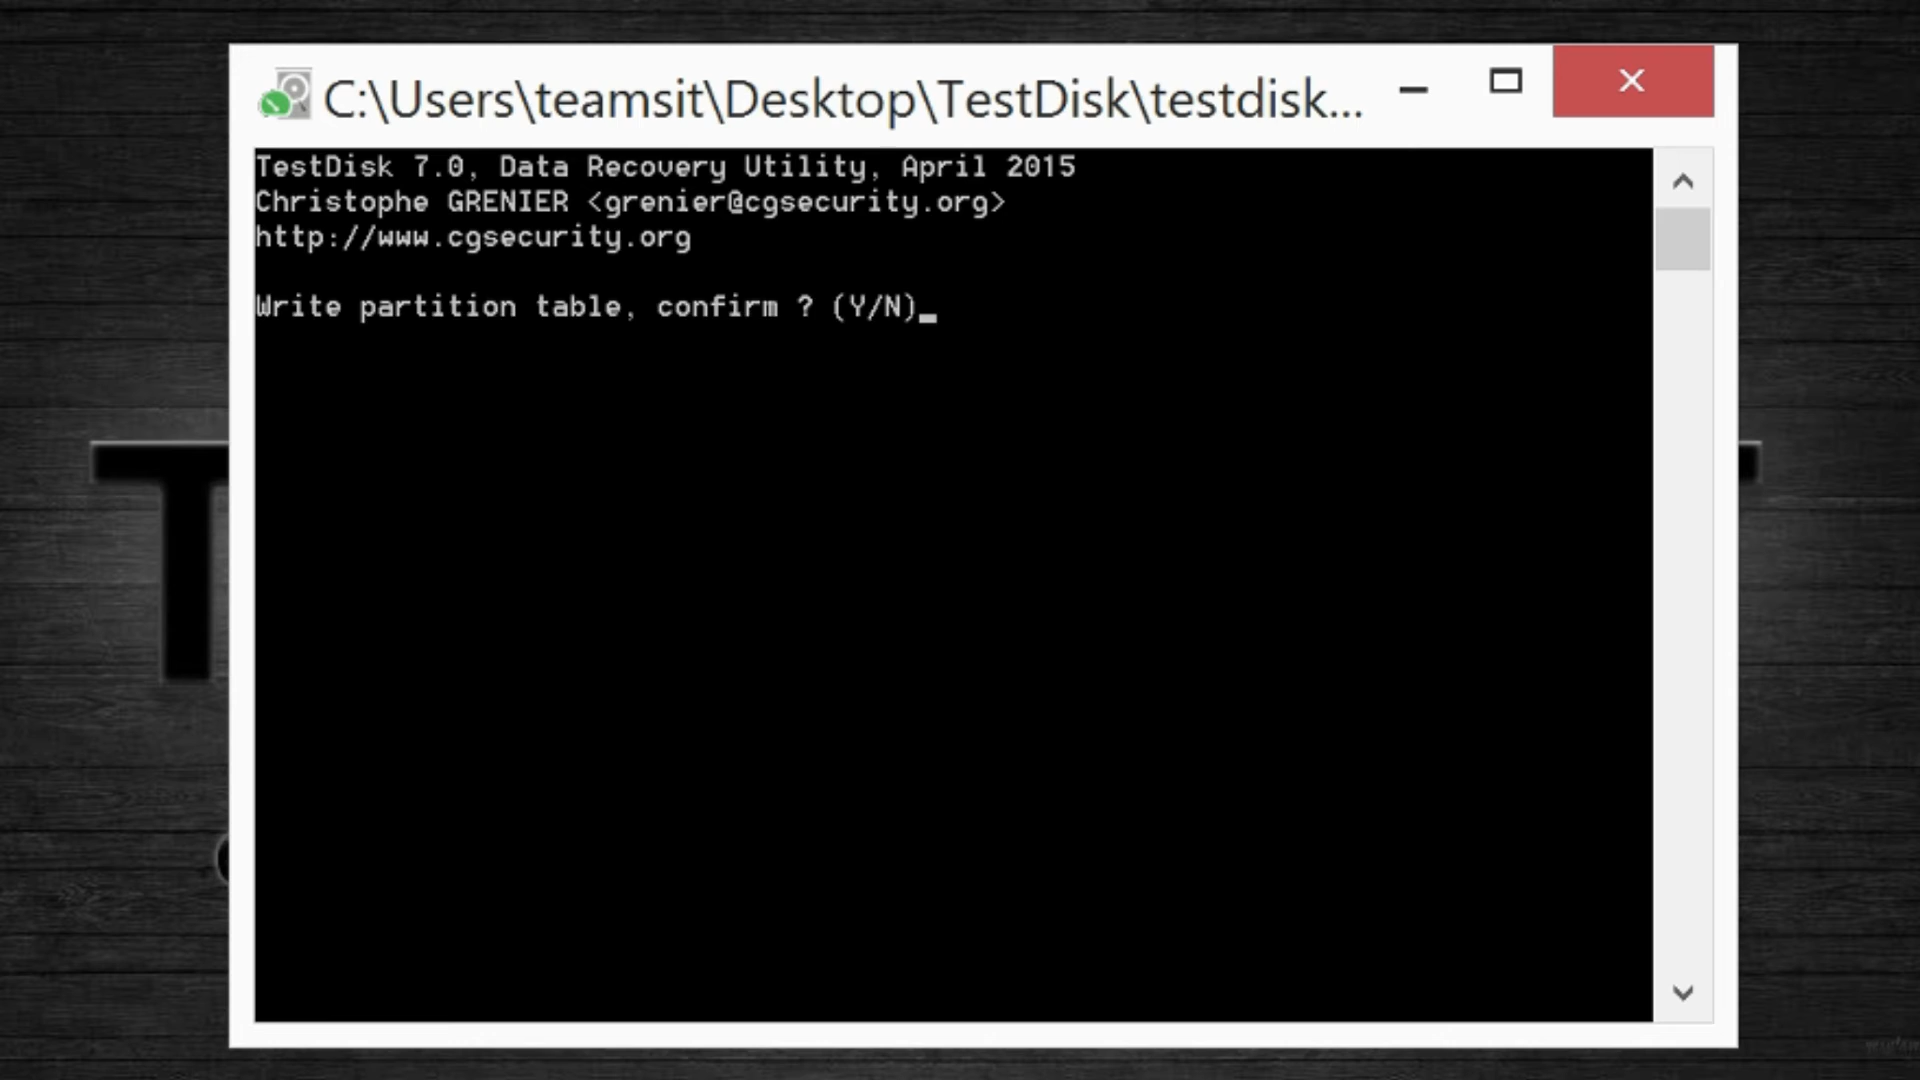 C:\Users\teamsit\Desktop\TestDisk\testdisk...
TestDisk 7.0, Data Recovery Utility, April 2015
Christophe GRENIER <grenier@cgsecurity.org>
http://www.cgsecurity.org
Write partition table, confirm ? (Y/N)_
T